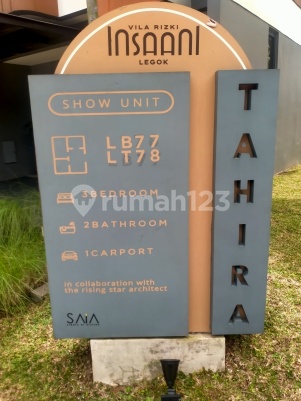 VILA RIZKI
INSAANI
LEGOK
SHOW UNIT
LB77
LT78
3BEDROOM
2BATHROOM
1CARPORT
in collaboration with
the rising star architect
SAIA
TAHIRA
rumah123